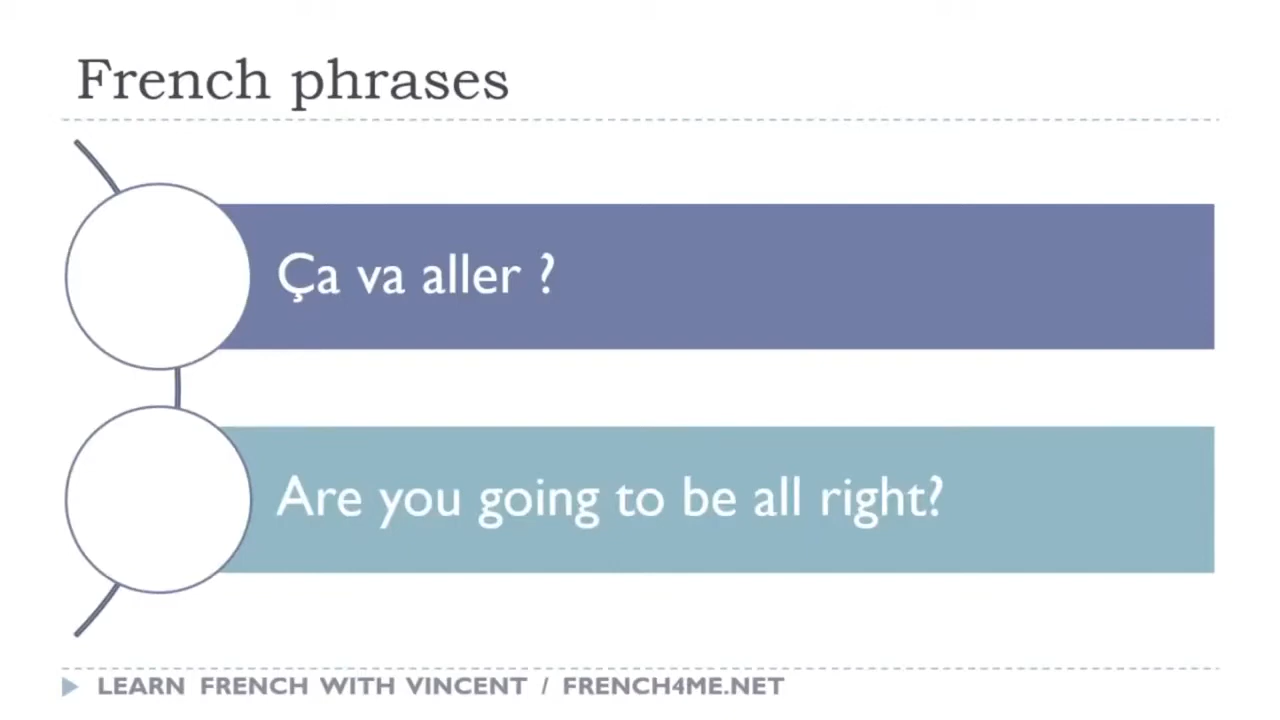 French phrases
Ça va aller ?
Are you going to be all right?
LEARN FRENCH WITH VINCENT / FRENCH4ME.NET